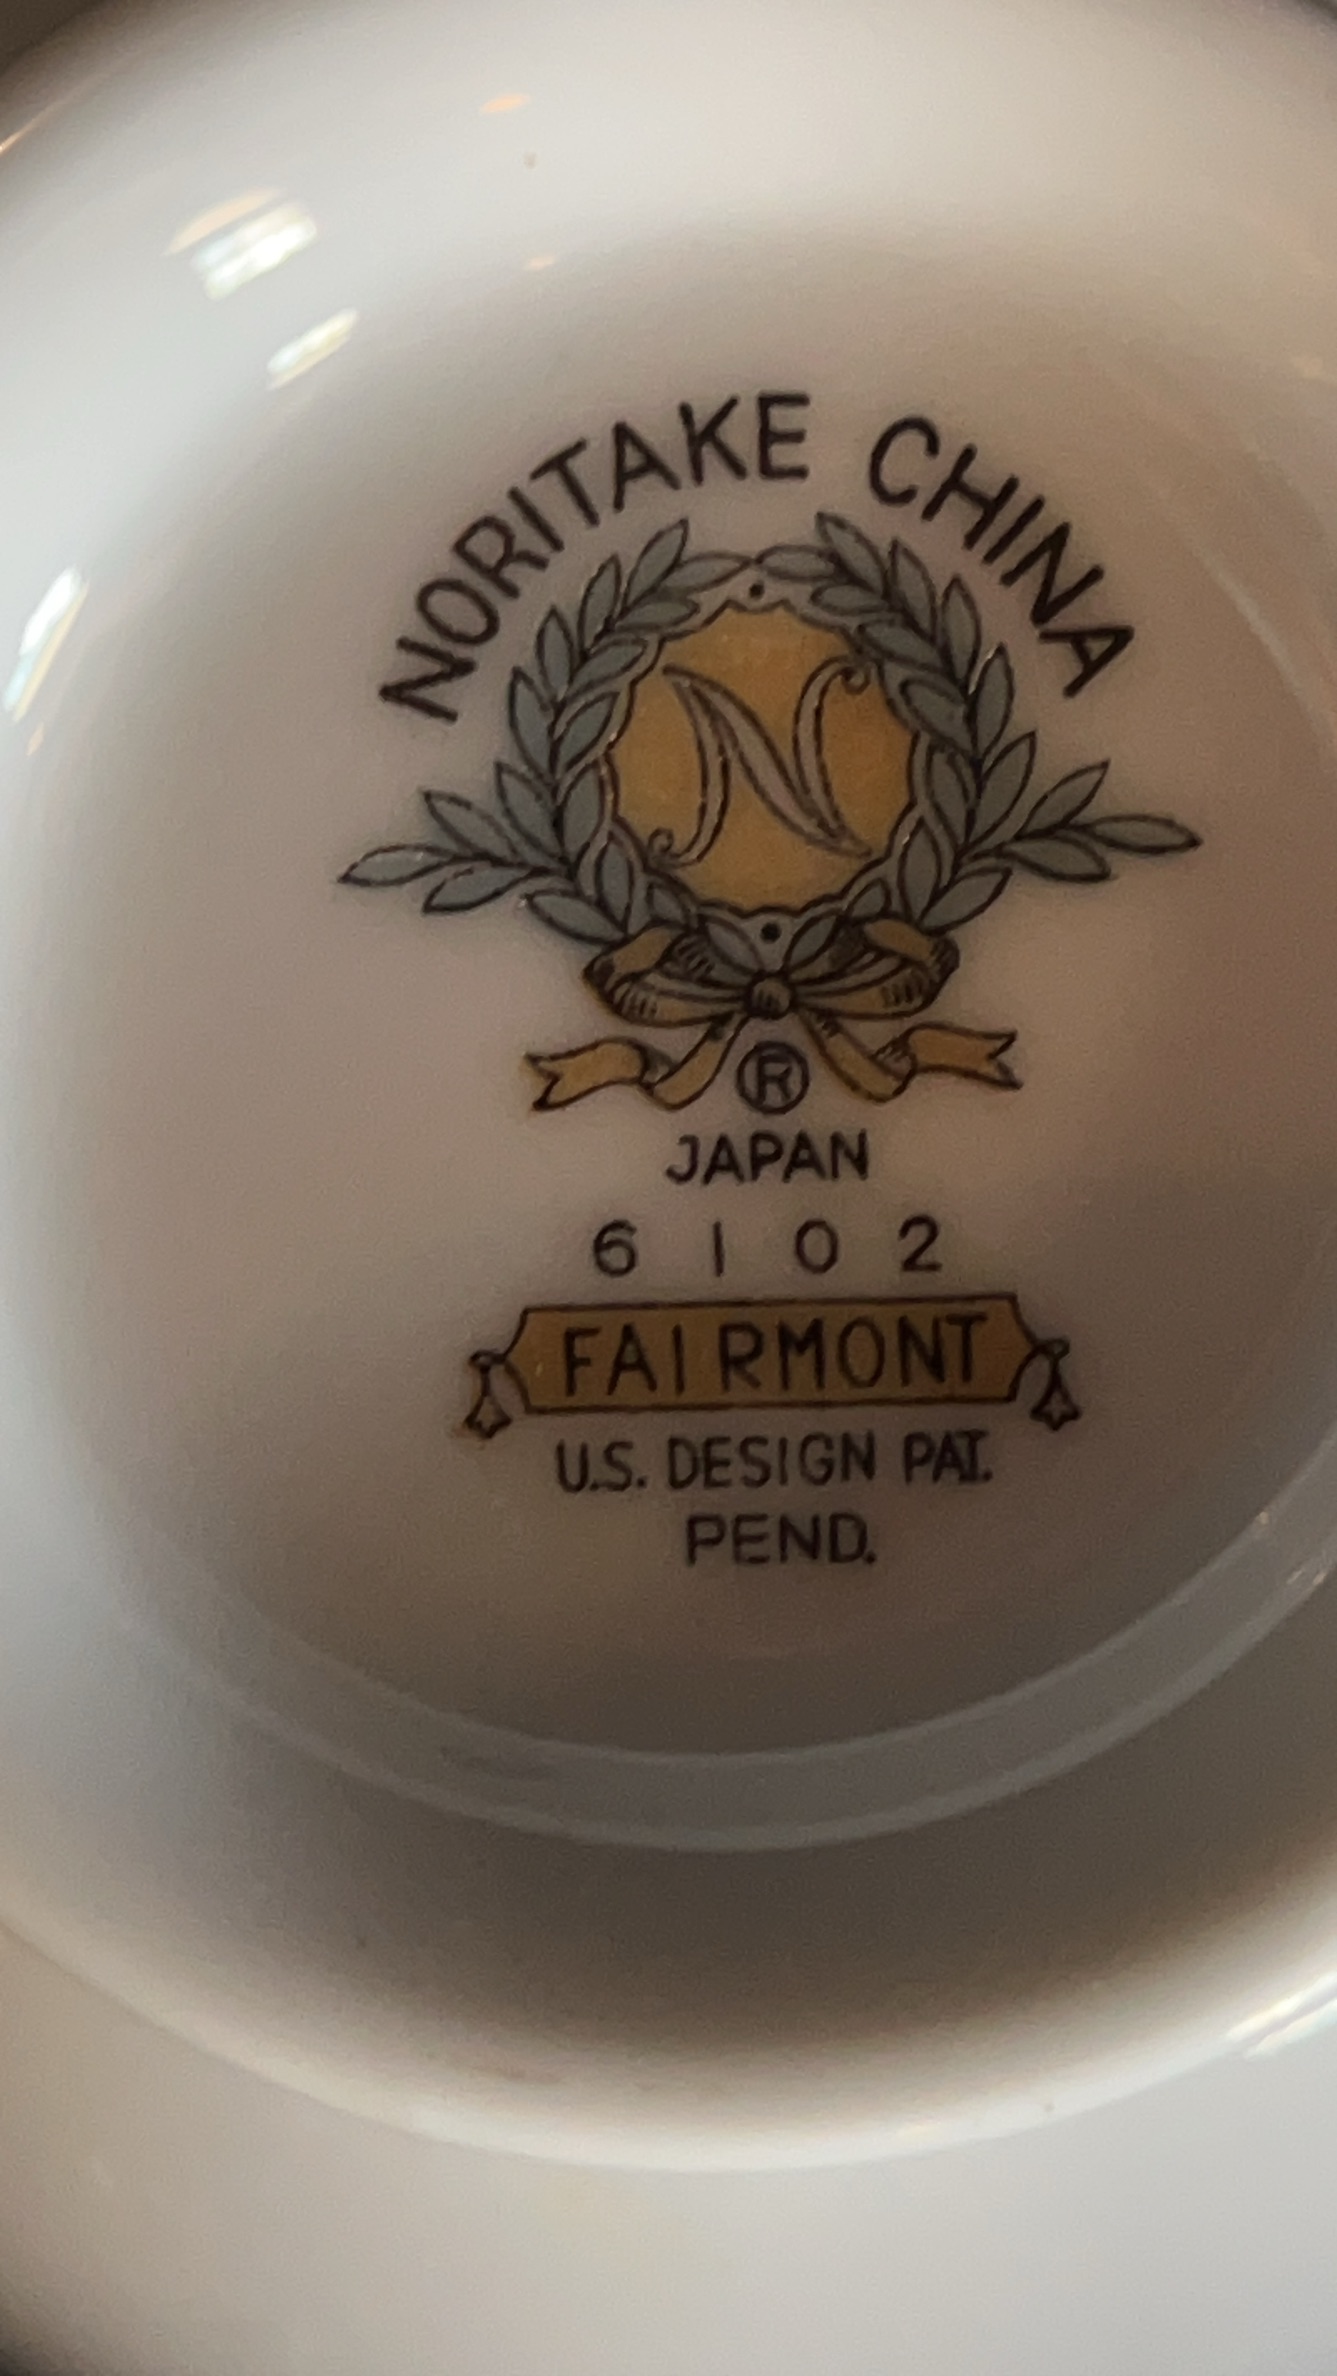 NORITAKE CHINA
N
®
JAPAN
6102
FAIRMONT
U.S. DESIGN PAT.
PEND.